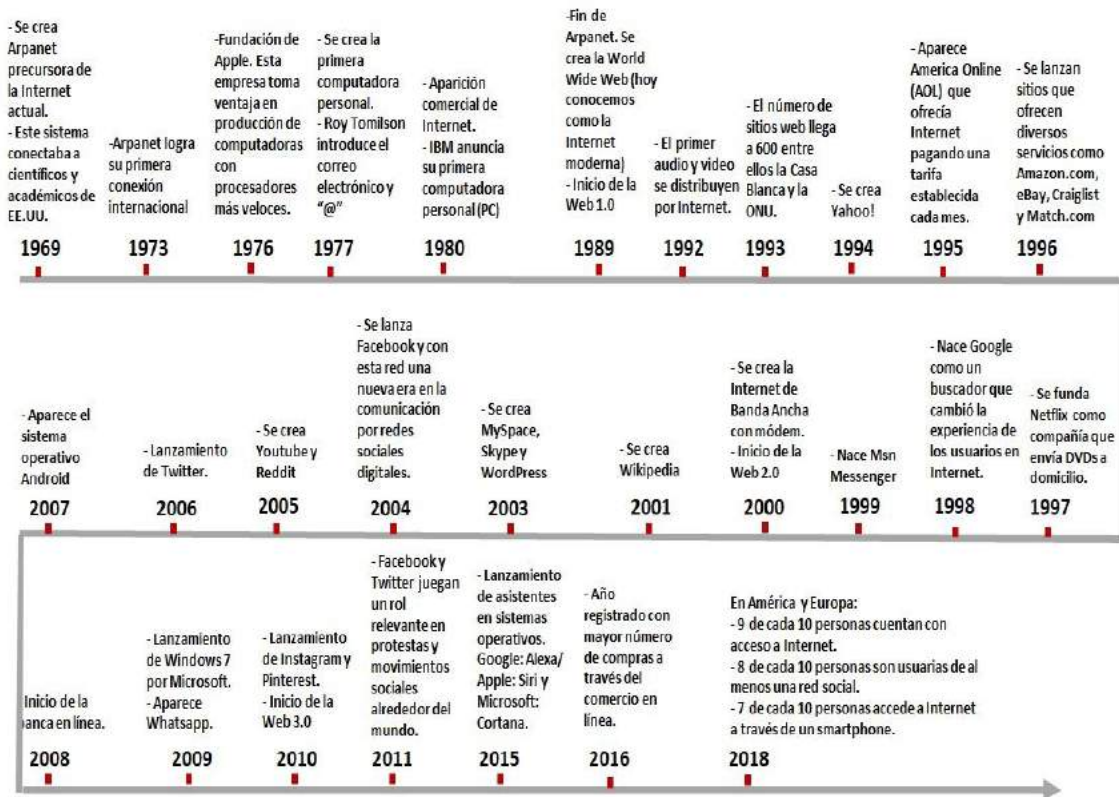 - Se crea
Arpanet
precursora de
la Internet
actual.
- Este sistema
conectaba a
científicos y
académicos de
EE.UU.
1969
-Arpanet logra
su primera
conexión
internacional
1973
-Fundación de
Apple. Esta
empresa toma
ventaja en
producción de
computadoras
con
procesadores
más veloces.
1976
- Se crea la
primera
computadora
personal.
- Roy Tomilson
introduce el
correo
electrónico y
"@"
1977
- Aparición
comercial de
Internet.
- IBM anuncia
su primera
computadora
personal (PC)
1980
-Fin de
Arpanet. Se
crea la World
Wide Web (hoy
conocemos
como la
Internet
moderna)
- Inicio de la
Web 1.0
1989
- El primer
audio y video
se distribuyen
por Internet.
1992
- El número de
sitios web llega
a 600 entre
ellos la Casa
Blanca y la
ONU.
1993
- Se crea
Yahoo!
1994
- Aparece
America Online
(AOL) que
ofrecía
Internet
pagando una
tarifa
establecida
cada mes.
1995
- Se lanzan
sitios que
ofrecen
diversos
servicios como
Amazon.com,
eBay, Craiglist
y Match.com
1996
- Aparece el
sistema
operativo
Android
2007
- Lanzamiento
de Twitter.
2006
- Se crea
Youtube y
Reddit
2005
- Se lanza
Facebook y con
esta red una
nueva era en la
comunicación
por redes
sociales
digitales.
2004
- Se crea
MySpace,
Skype y
WordPress
2003
- Se crea
Wikipedia
2001
- Se crea la
Internet de
Banda Ancha
con módem.
- Inicio de la
Web 2.0
2000
- Nace Msn
Messenger
1999
- Nace Google
como un
buscador que
cambió la
experiencia de
los usuarios en
Internet.
1998
- Se funda
Netflix como
compañía que
envía DVDs a
domicilio.
1997
Inicio de la
banca en línea.
2008
- Lanzamiento
de Windows 7
por Microsoft.
- Aparece
Whatsapp.
2009
- Lanzamiento
de Instagram y
Pinterest.
- Inicio de la
Web 3.0
2010
- Facebook y
Twitter juegan
un rol
relevante en
protestas y
movimientos
sociales
alrededor del
mundo.
2011
- Lanzamiento
de asistentes
en sistemas
operativos.
Google: Alexa/
Apple: Siri y
Microsoft:
Cortana.
2015
- Año
registrado con
mayor número
de compras a
través del
comercio en
línea.
2016
En América y Europa:
- 9 de cada 10 personas cuentan con
acceso a Internet.
- 8 de cada 10 personas son usuarias de al
menos una red social.
- 7 de cada 10 personas accede a Internet
a través de un smartphone.
2018